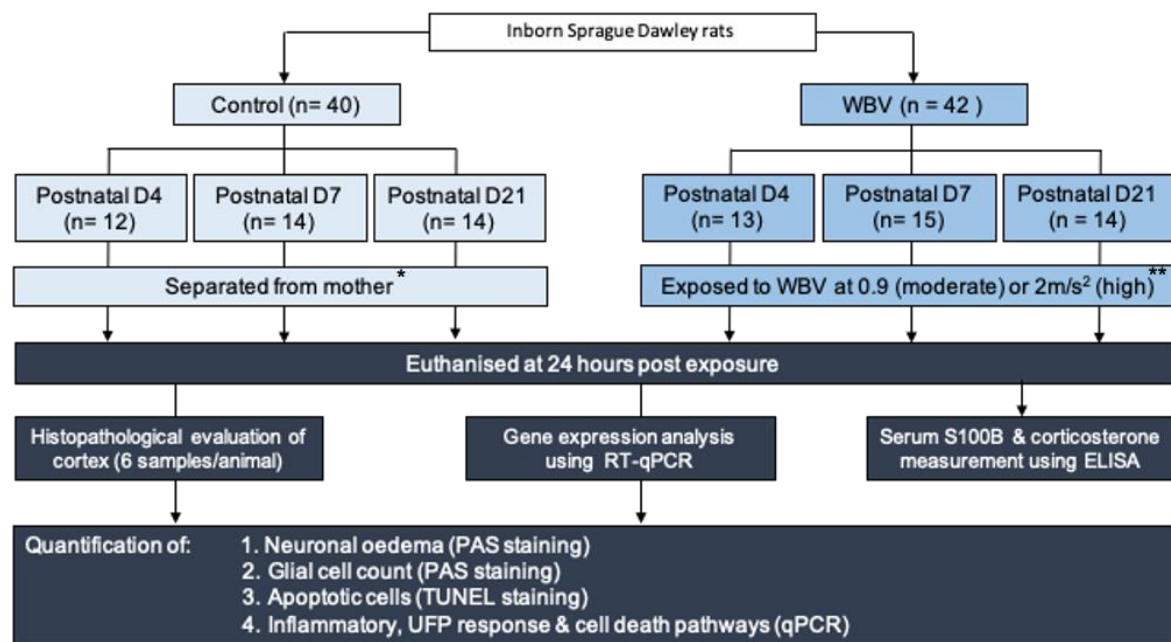 Inborn Sprague Dawley rats
Control (n= 40)
WBV (n = 42 )
Postnatal D4
(n= 12)
Postnatal D7
(n= 14)
Postnatal D21
(n= 14)
Postnatal D4
(n= 13)
Postnatal D7
(n= 15)
Postnatal D21
(n = 14)
Separated from mother*
Exposed to WBV at 0.9 (moderate) or 2m/s² (high)**
Euthanised at 24 hours post exposure
Histopathological evaluation of
cortex (6 samples/animal)
Gene expression analysis
using RT-qPCR
Serum S100B & corticosterone
measurement using ELISA
Quantification of:
1. Neuronal oedema (PAS staining)
2. Glial cell count (PAS staining)
3. Apoptotic cells (TUNEL staining)
4. Inflammatory, UFP response & cell death pathways (qPCR)